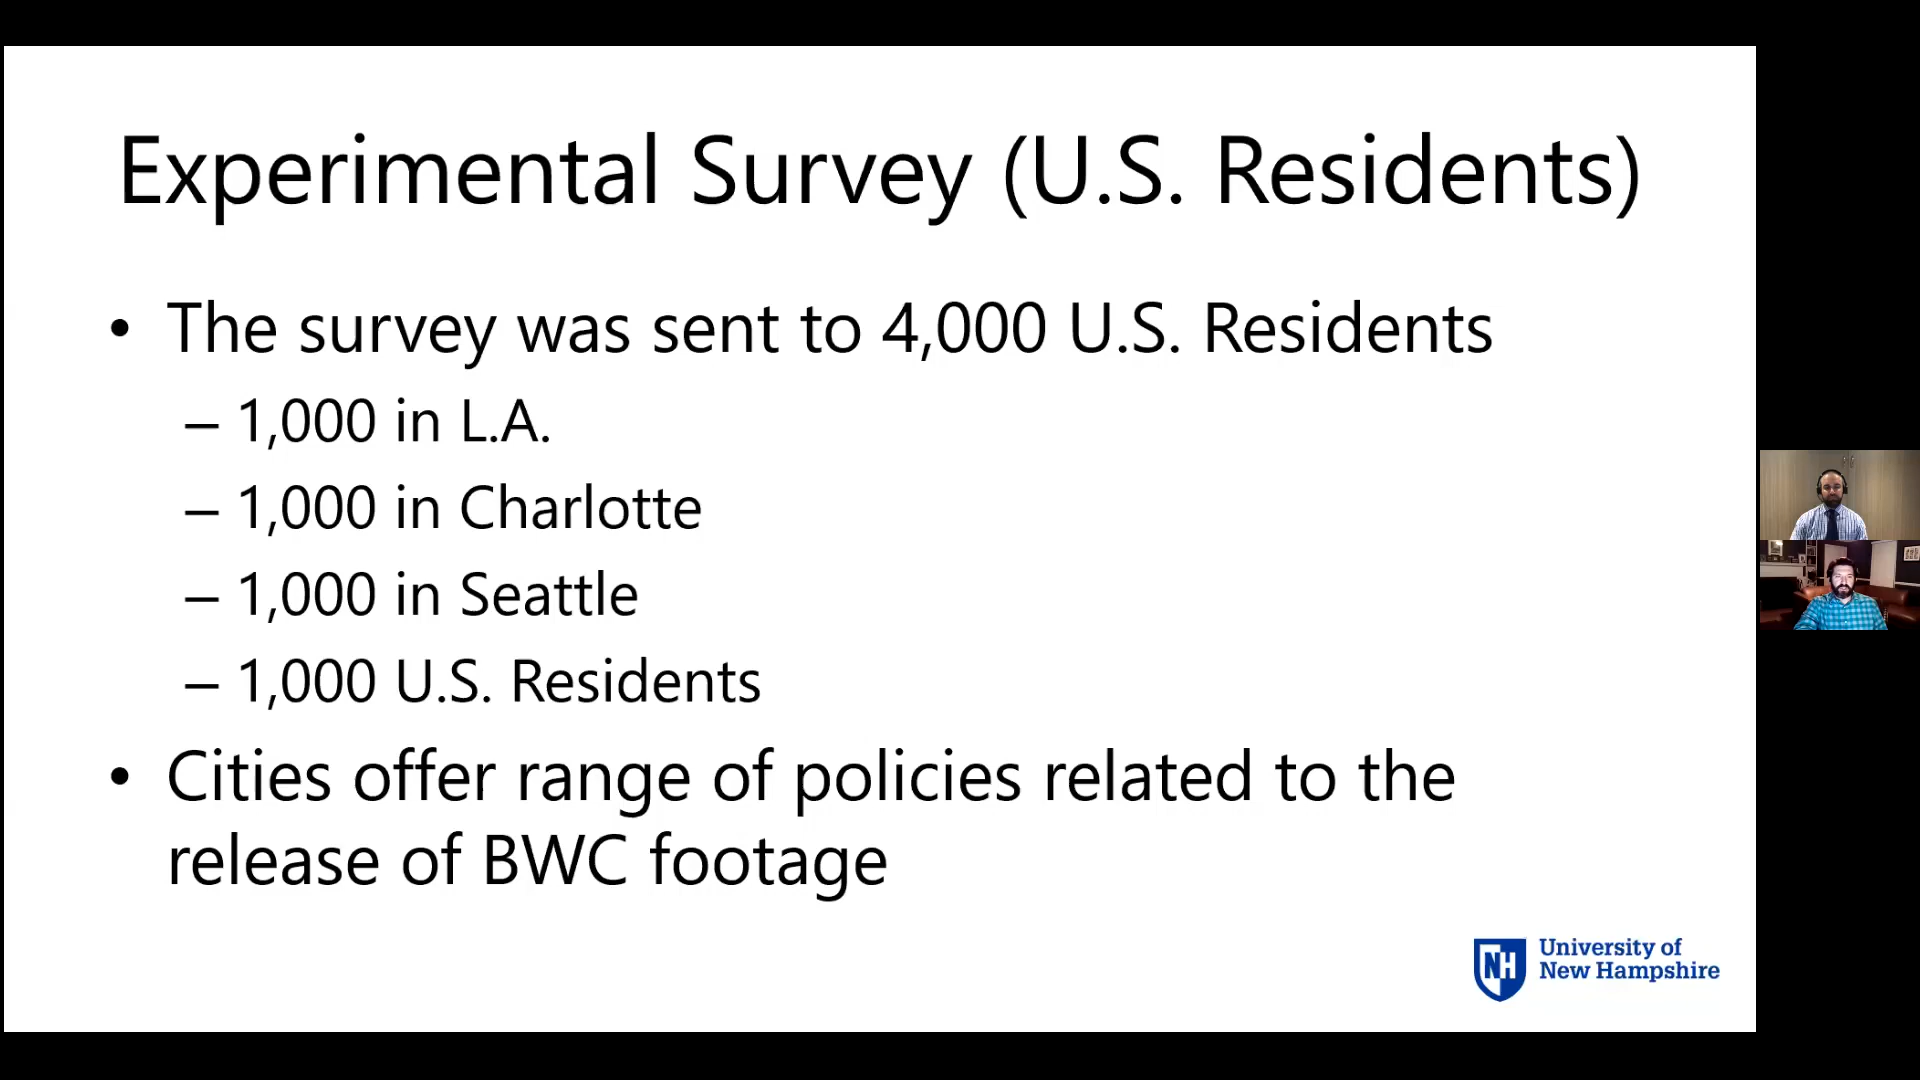 Experimental Survey (U.S. Residents)
• The survey was sent to 4,000 U.S. Residents
– 1,000 in L.A.
– 1,000 in Charlotte
– 1,000 in Seattle
– 1,000 U.S. Residents
• Cities offer range of policies related to the
release of BWC footage
NH
University of
New Hampshire